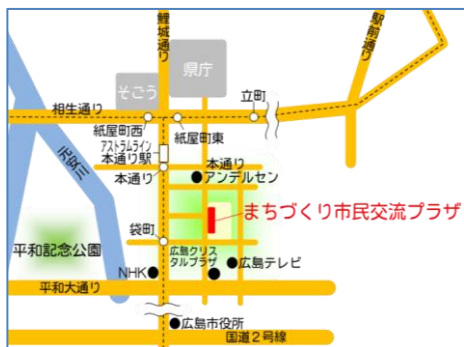 鯉城通り
駅前通り
県庁
そごう
立町
相生通り
紙屋町西
紙屋町東
アストラムライン
本通り駅
本通り
本通り
アンデルセン
元安川
まちづくり市民交流プラザ
袋町
平和記念公園
広島クリス
タルプラザ
広島テレビ
NHK
平和大通り
広島市役所
国道2号線